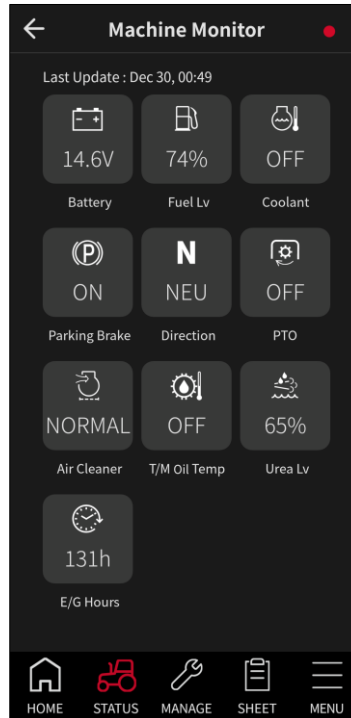 Machine Monitor
Last Update : Dec 30, 00:49
14.6V 74% OFF
Battery Fuel Lv Coolant
P N
ON NEU OFF
Parking Brake Direction PTO
NORMAL OFF 65%
Air Cleaner T/M Oil Temp Urea Lv
131h
E/G Hours
HOME STATUS MANAGE SHEET MENU